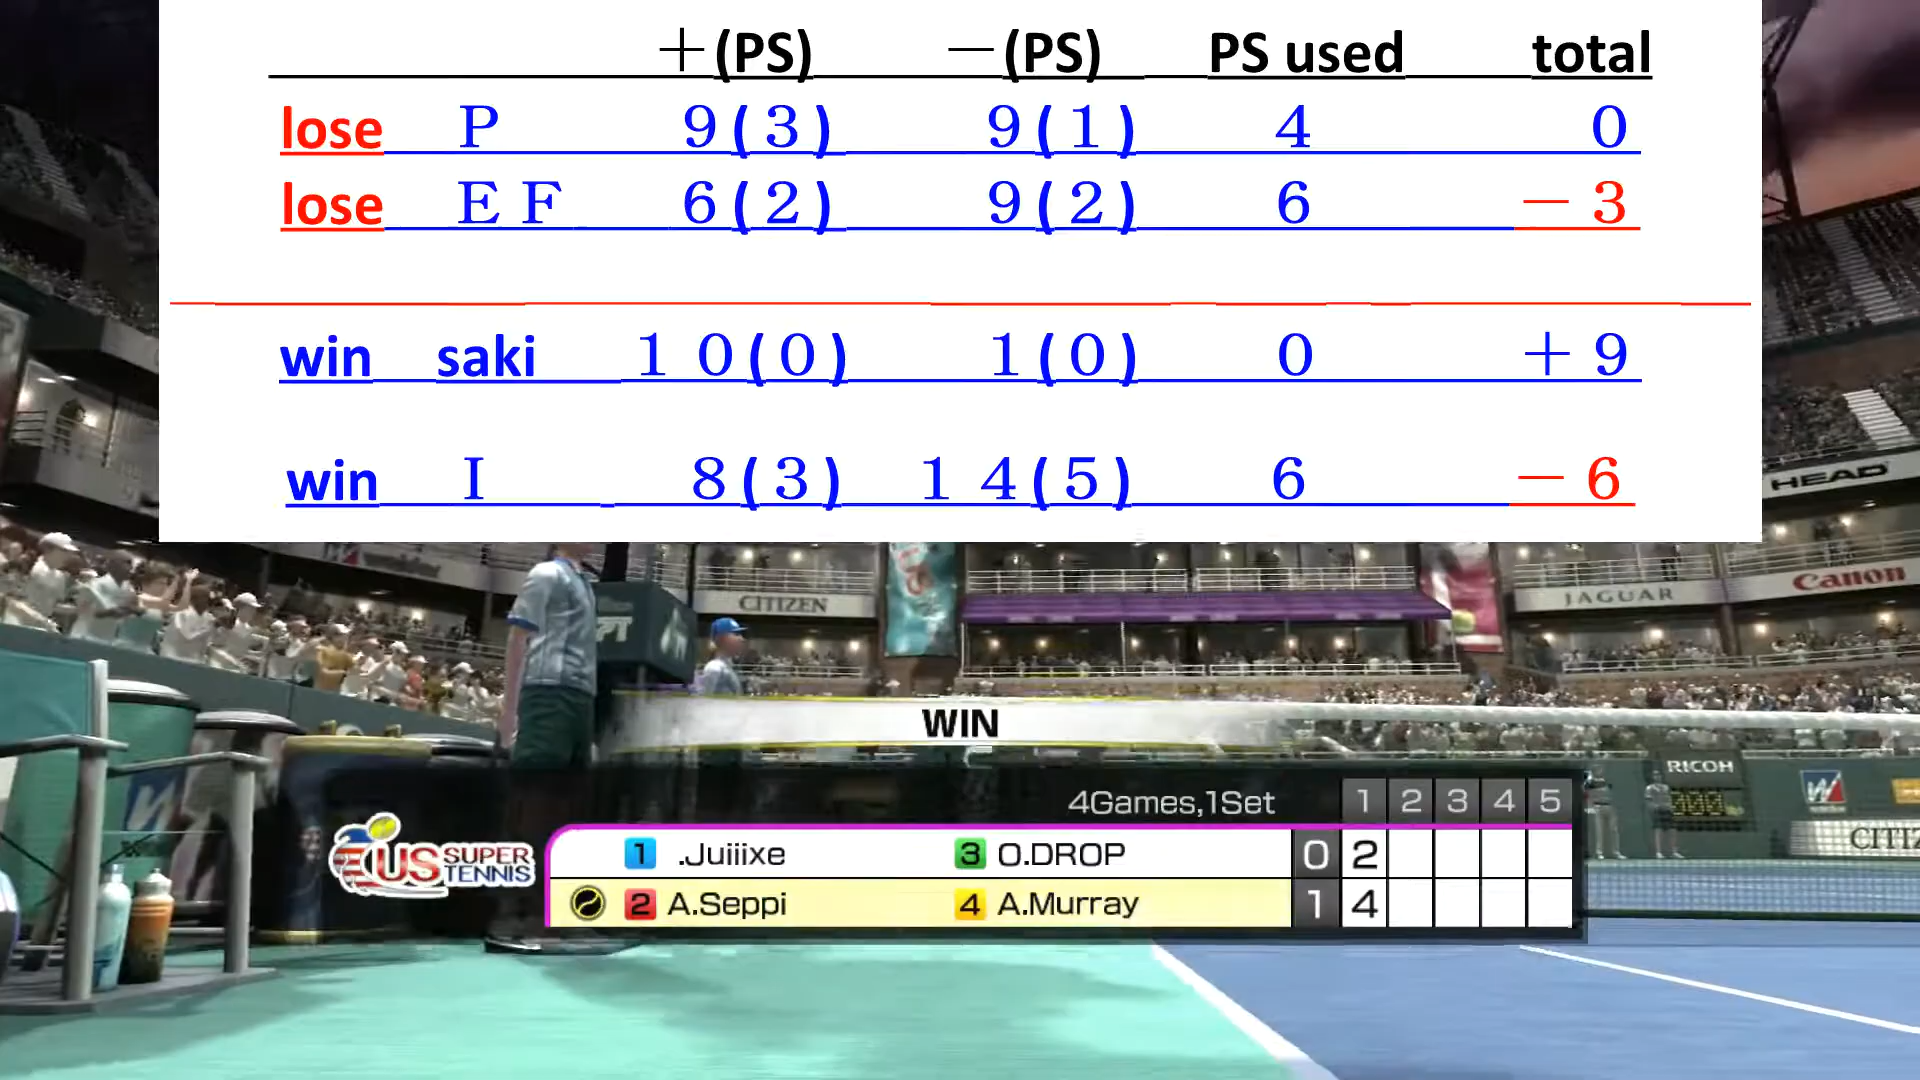 ＋(PS) －(PS) PS used total
lose Ｐ ９(３) ９(１) ４ ０
lose ＥＦ ６(２) ９(２) ６ －３
win saki １０(０) １(０) ０ ＋９
win Ｉ ８(３) １４(５) ６ －６
HEAD
CITIZEN
JAGUAR
Canon
WIN
RICOH
4Games,1Set 1 2 3 4 5
US SUPER TENNIS
1 .Juiiixe 3 O.DROP 0 2
2 A.Seppi 4 A.Murray 1 4